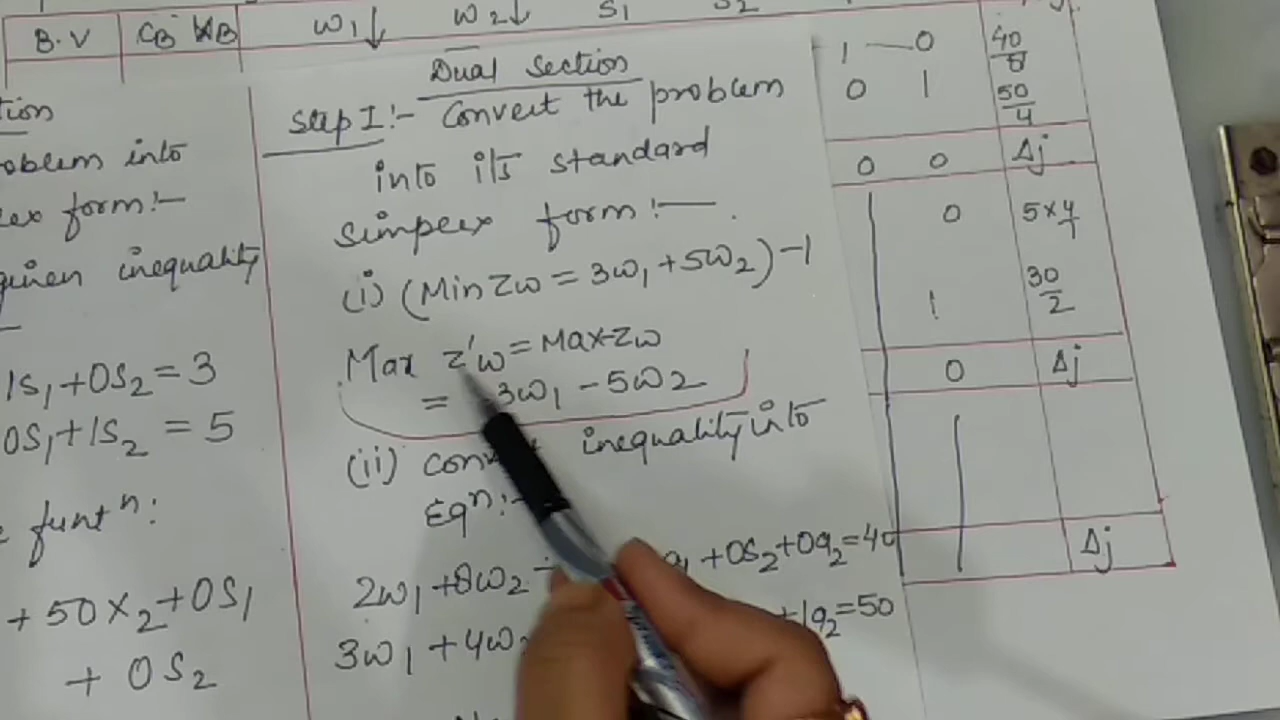 B.V CB XB w1↓ w2↓ S1 S2
Dual Section
Step I:- Convert the problem
into its standard
simplex form:-
(i) (Min Zw = 3w1 + 5w2) -1
Max Z'w = Max-Zw
= 3w1 - 5w2
(ii) inequality into
Eqn:-
2w1 + 8w2 + 0S2 + 0a2 = 40
3w1 + 4w2 + 1a2 = 50
tion
oblem into
ex form:-
given inequality
1S1 + 0S2 = 3
0S1 + 1S2 = 5
funtn:
+ 50x2 + 0S1
+ 0S2
1 0 40/8
0 1 50/4
0 0 Δj
0 5×4/1
1 30/2
0 Δj
Δj